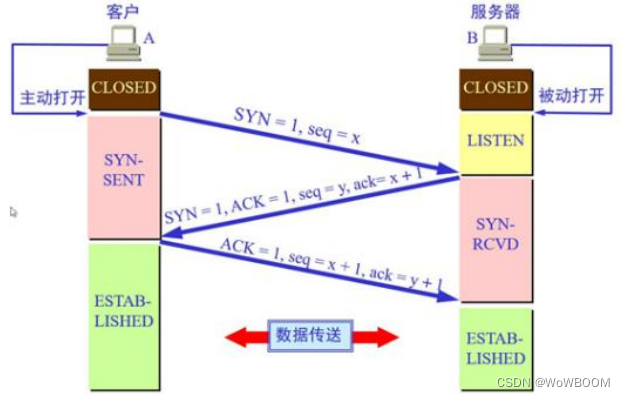 客户
服务器
A
B
主动打开
CLOSED
CLOSED
被动打开
SYN = 1, seq = x
LISTEN
SYN-
SENT
SYN = 1, ACK = 1, seq = y, ack= x + 1
SYN-
RCVD
ACK = 1, seq = x + 1, ack = y + 1
ESTAB-
LISHED
数据传送
ESTAB-
LISHED
CSDN @WoWBOOM